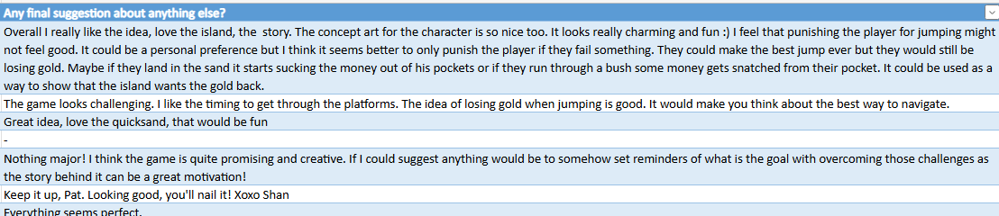 Any final suggestion about anything else?
Overall I really like the idea, love the island, the  story. The concept art for the character is so nice too. It looks really charming and fun :) I feel that punishing the player for jumping might
not feel good. It could be a personal preference but I think it seems better to only punish the player if they fail something. They could make the best jump ever but they would still be
losing gold. Maybe if they land in the sand it starts sucking the money out of his pockets or if they run through a bush some money gets snatched from their pocket. It could be used as a
way to show that the island wants the gold back.
The game looks challenging. I like the timing to get through the platforms. The idea of losing gold when jumping is good. It would make you think about the best way to navigate.
Great idea, love the quicksand, that would be fun
-
Nothing major! I think the game is quite promising and creative. If I could suggest anything would be to somehow set reminders of what is the goal with overcoming those challenges as
the story behind it can be a great motivation!
Keep it up, Pat. Looking good, you'll nail it! Xoxo Shan
Everything seems perfect.